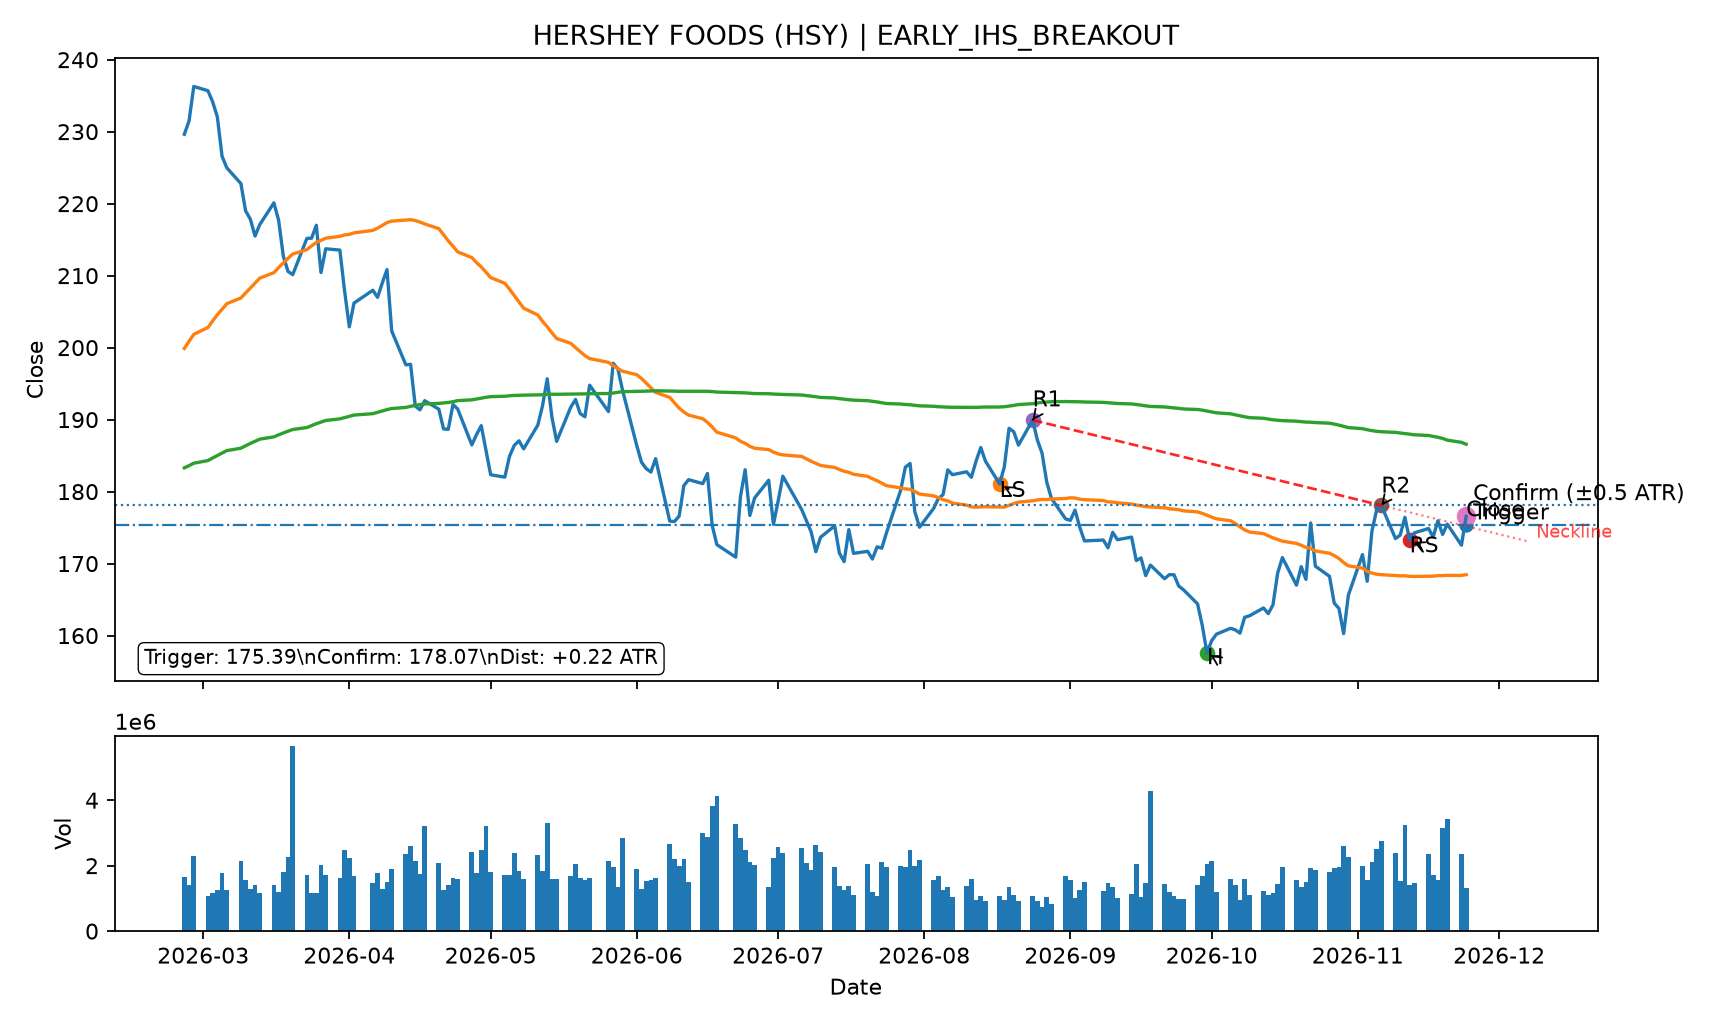 HERSHEY FOODS (HSY) | EARLY_IHS_BREAKOUT
240
230
220
210
200
190
180
170
160
Close
R1
LS
H
R2
RS
Confirm (±0.5 ATR)
Close
Trigger
Neckline
Trigger: 175.39\nConfirm: 178.07\nDist: +0.22 ATR
1e6
4
2
0
Vol
2026-03 2026-04 2026-05 2026-06 2026-07 2026-08 2026-09 2026-10 2026-11 2026-12
Date